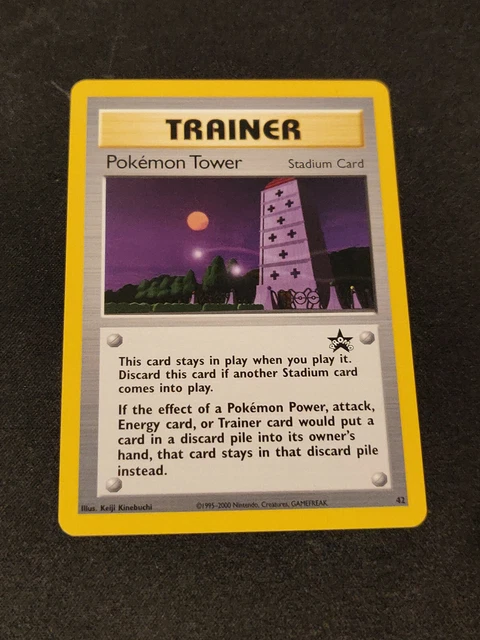 TRAINER
Pokémon Tower Stadium Card
PROMO
This card stays in play when you play it.
Discard this card if another Stadium card
comes into play.
If the effect of a Pokémon Power, attack,
Energy card, or Trainer card would put a
card in a discard pile into its owner's
hand, that card stays in that discard pile
instead.
Illus. Keiji Kinebuchi ©1995-2000 Nintendo, Creatures, GAMEFREAK. 42